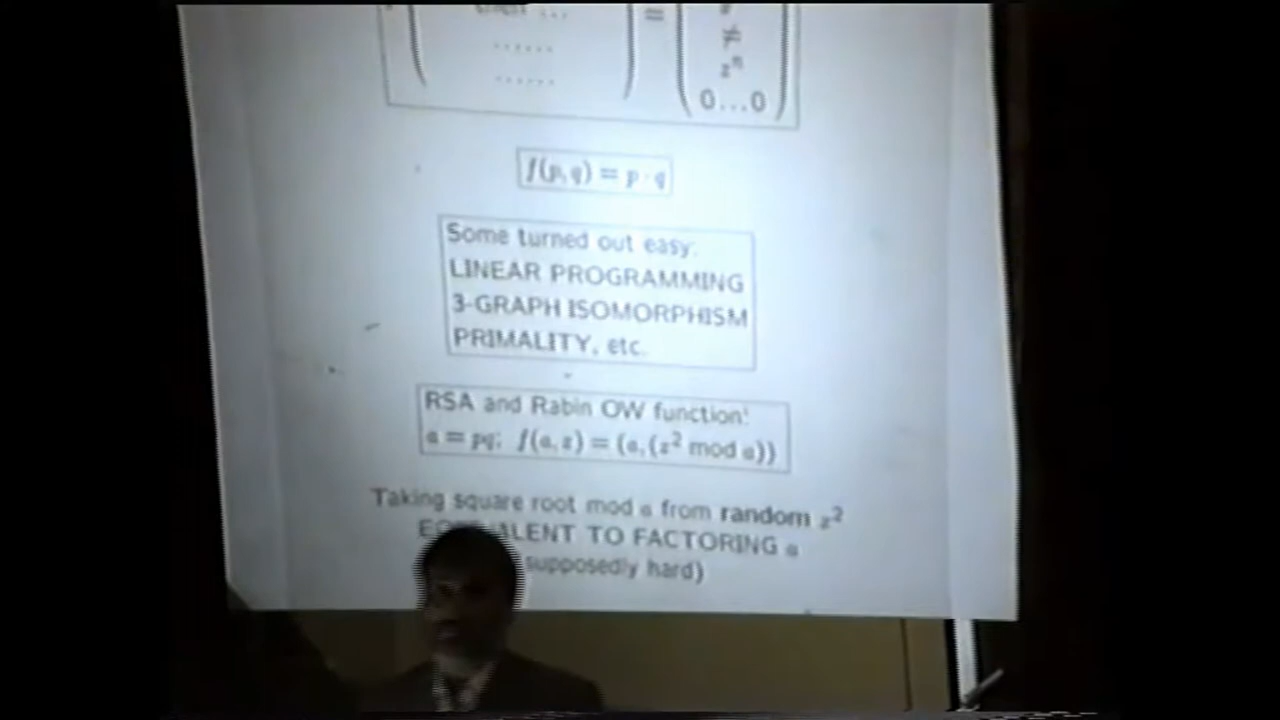 ......
=
≠
......
zⁿ
0...0
f(p, q) = p · q
Some turned out easy:
LINEAR PROGRAMMING
3-GRAPH ISOMORPHISM
PRIMALITY, etc.
RSA and Rabin OW function:
a = pq; f(a, z) = (a, (z² mod a))
Taking square root mod a from random z²
TO FACTORING a
supposedly hard)